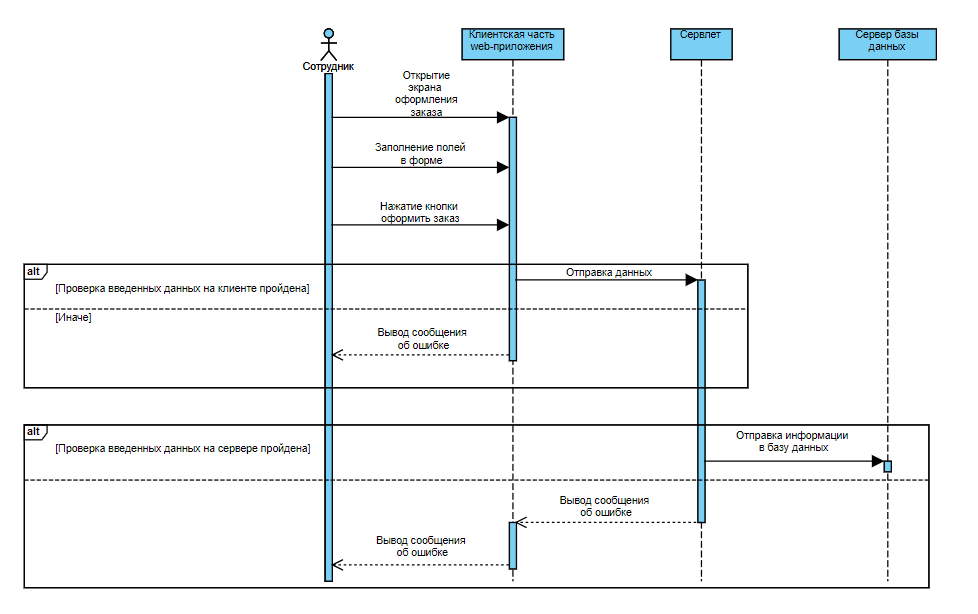 Сотрудник
Клиентская часть
web-приложения
Сервлет
Сервер базы
данных
Открытие
экрана
оформления
заказа
Заполнение полей
в форме
Нажатие кнопки
оформить заказ
alt
[Проверка введенных данных на клиенте пройдена]
Отправка данных
[Иначе]
Вывод сообщения
об ошибке
alt
[Проверка введенных данных на сервере пройдена]
Отправка информации
в базу данных
Вывод сообщения
об ошибке
Вывод сообщения
об ошибке